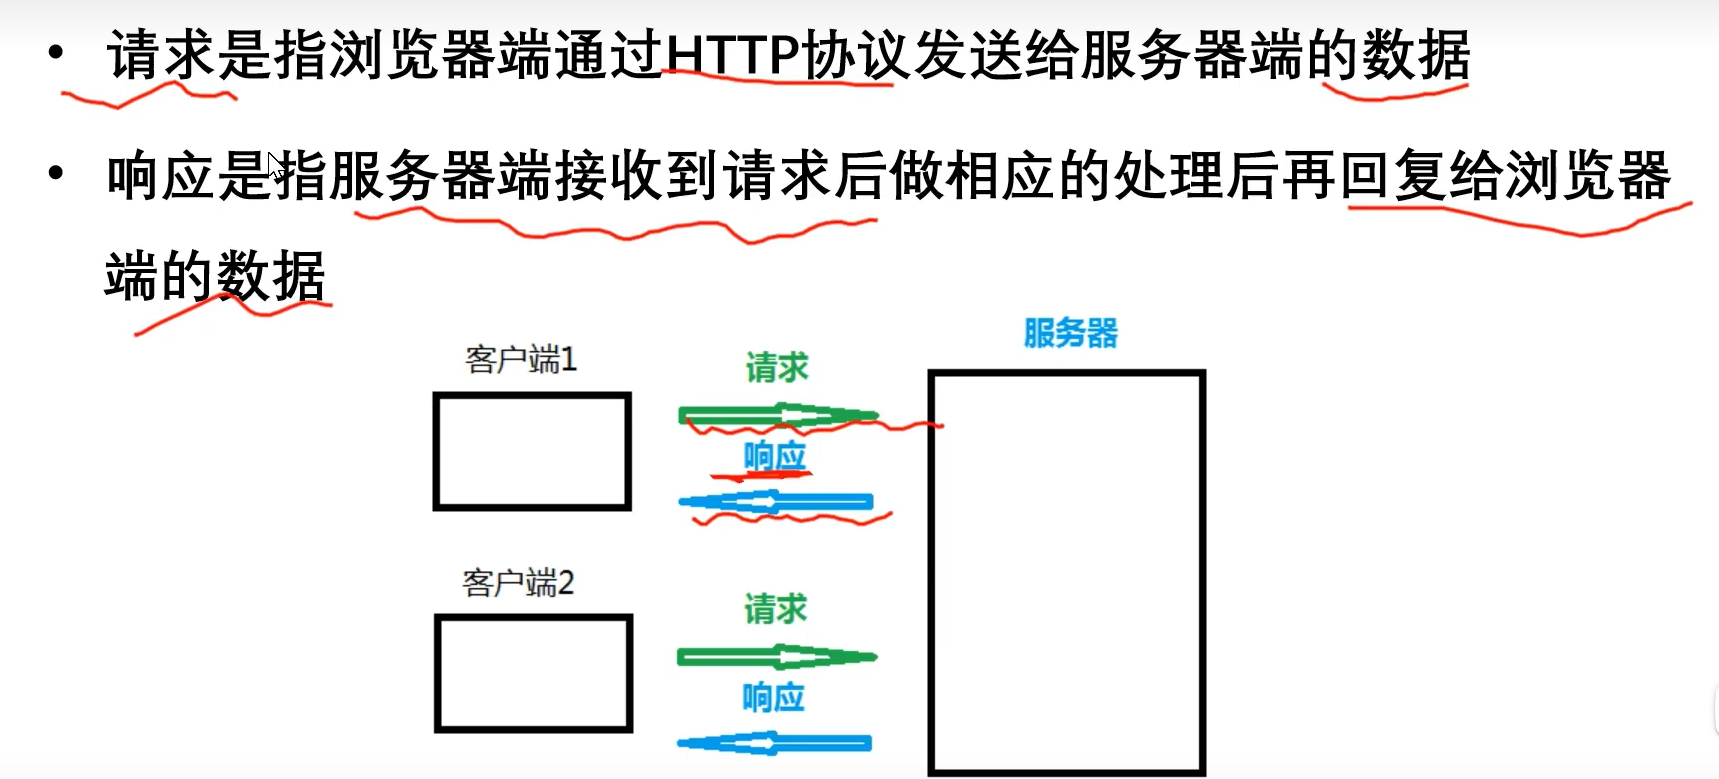 • 请求是指浏览器端通过HTTP协议发送给服务器端的数据
• 响应是指服务器端接收到请求后做相应的处理后再回复给浏览器
端的数据
服务器
客户端1
请求
响应
客户端2
请求
响应